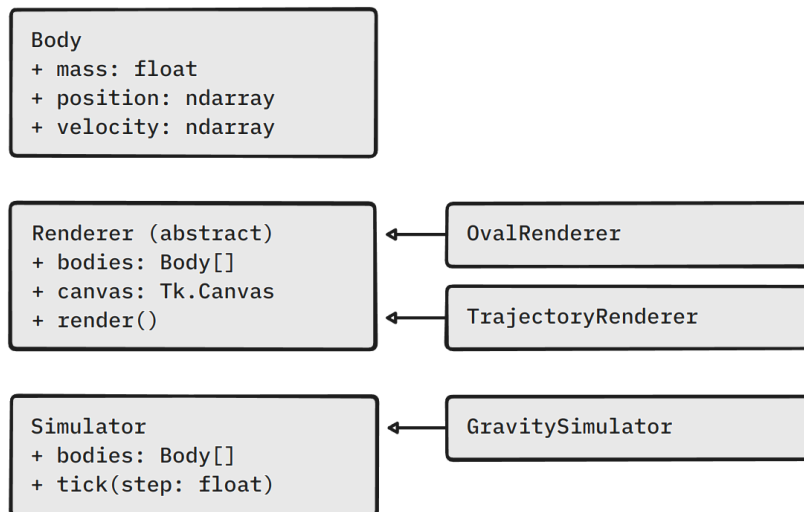 Body
+ mass: float
+ position: ndarray
+ velocity: ndarray
Renderer (abstract)
+ bodies: Body[]
+ canvas: Tk.Canvas
+ render()
OvalRenderer
TrajectoryRenderer
Simulator
+ bodies: Body[]
+ tick(step: float)
GravitySimulator